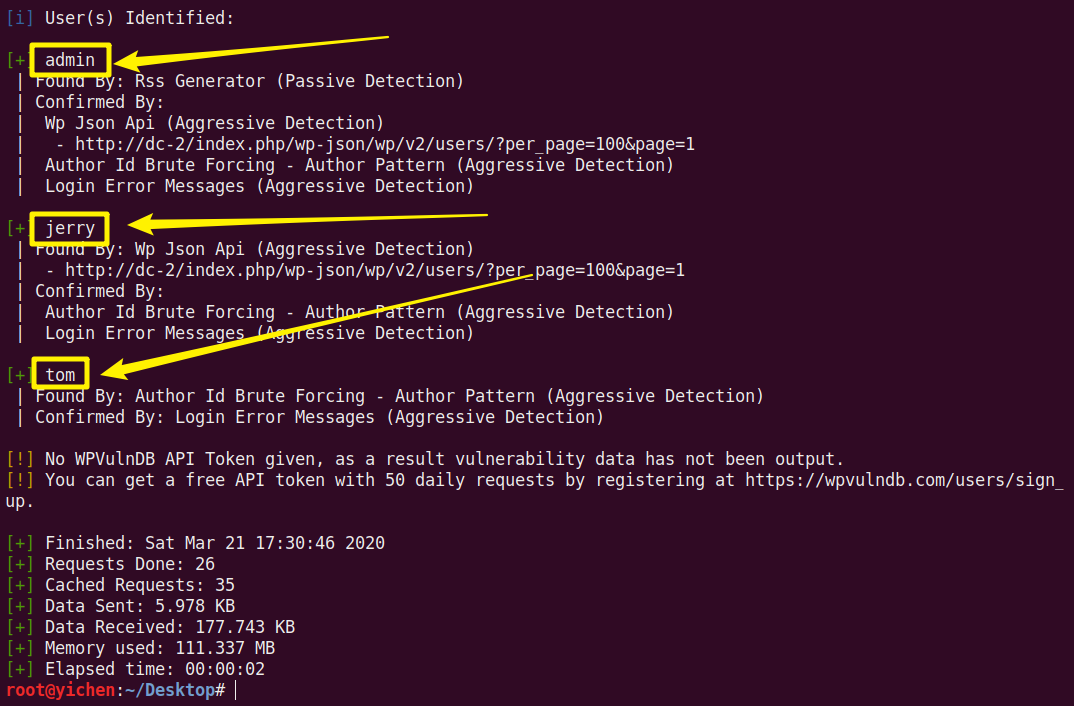 [i] User(s) Identified:
[+] admin
| Found By: Rss Generator (Passive Detection)
| Confirmed By:
|  Wp Json Api (Aggressive Detection)
|   - http://dc-2/index.php/wp-json/wp/v2/users/?per_page=100&page=1
|  Author Id Brute Forcing - Author Pattern (Aggressive Detection)
|  Login Error Messages (Aggressive Detection)
[+] jerry
| Found By: Wp Json Api (Aggressive Detection)
|  - http://dc-2/index.php/wp-json/wp/v2/users/?per_page=100&page=1
| Confirmed By:
|  Author Id Brute Forcing - Author Pattern (Aggressive Detection)
|  Login Error Messages (Aggressive Detection)
[+] tom
| Found By: Author Id Brute Forcing - Author Pattern (Aggressive Detection)
| Confirmed By: Login Error Messages (Aggressive Detection)
[!] No WPVulnDB API Token given, as a result vulnerability data has not been output.
[!] You can get a free API token with 50 daily requests by registering at https://wpvulndb.com/users/sign_
up.
[+] Finished: Sat Mar 21 17:30:46 2020
[+] Requests Done: 26
[+] Cached Requests: 35
[+] Data Sent: 5.978 KB
[+] Data Received: 177.743 KB
[+] Memory used: 111.337 MB
[+] Elapsed time: 00:00:02
root@yichen:~/Desktop#